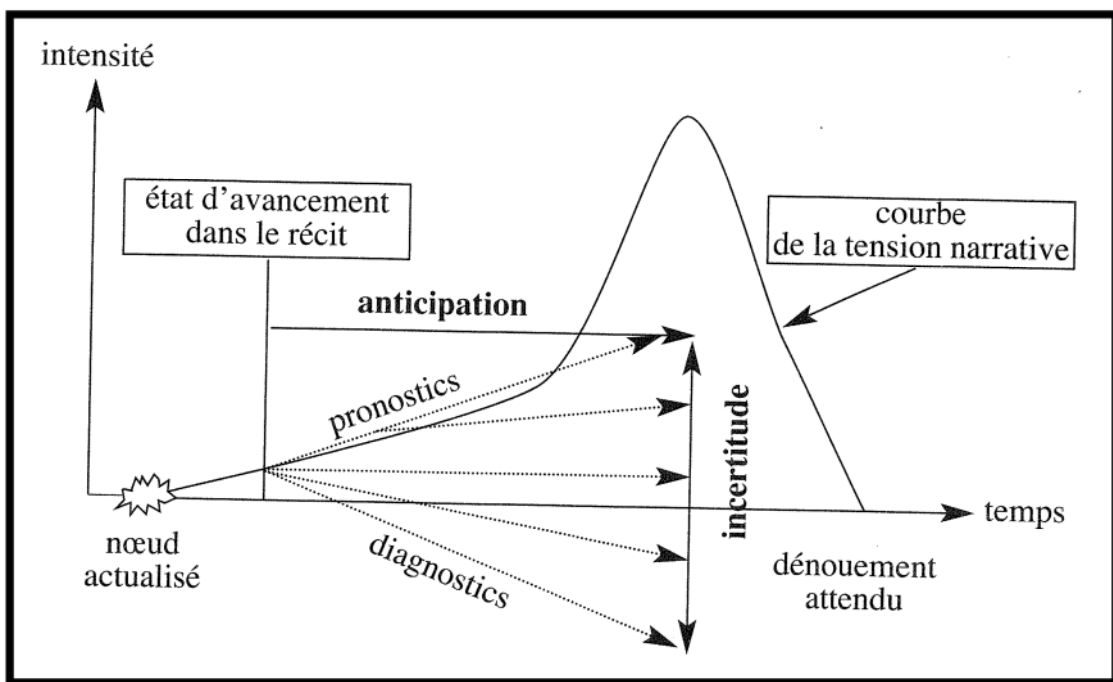 intensité
état d'avancement
dans le récit
courbe
de la tension narrative
anticipation
pronostics
incertitude
temps
nœud
actualisé
diagnostics
dénouement
attendu